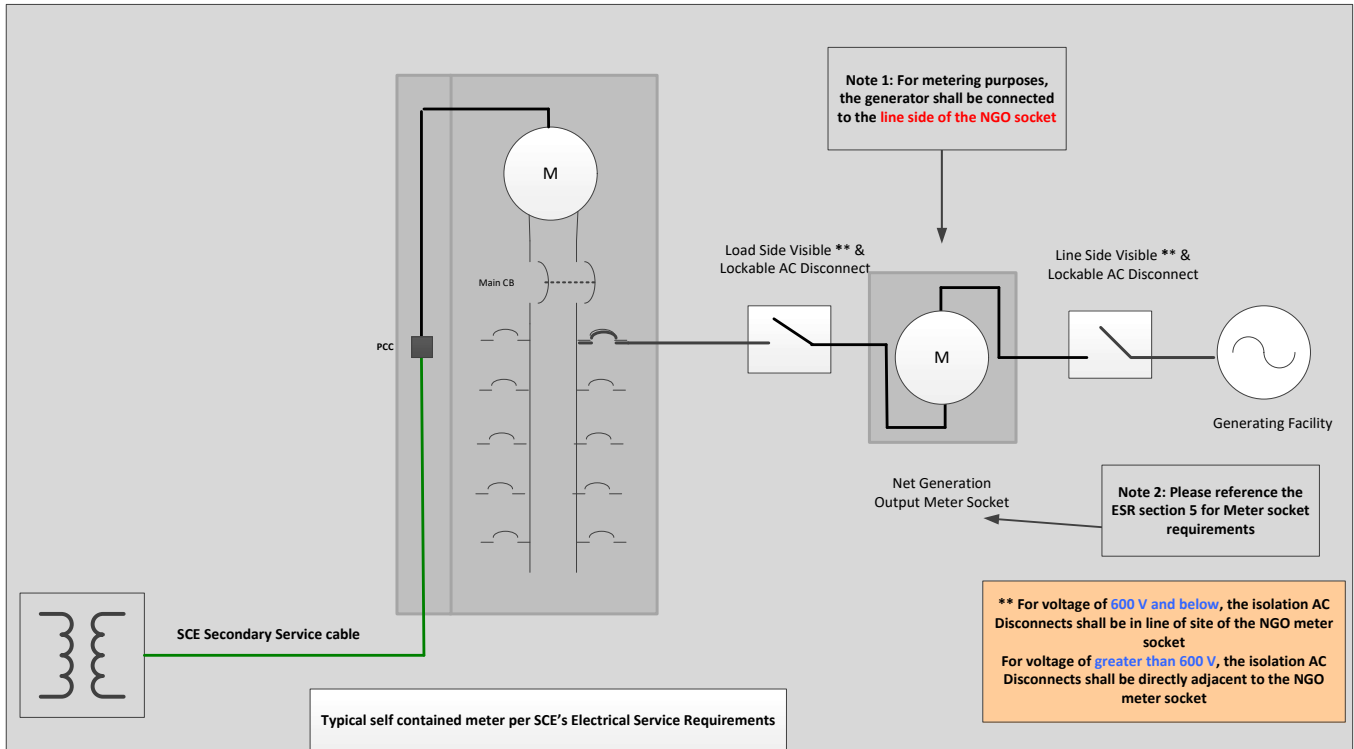 Note 1: For metering purposes,
the generator shall be connected
to the line side of the NGO socket
M
Load Side Visible ** &
Lockable AC Disconnect
Line Side Visible ** &
Lockable AC Disconnect
Main CB
PCC
M
Generating Facility
Net Generation
Output Meter Socket
Note 2: Please reference the
ESR section 5 for Meter socket
requirements
** For voltage of 600 V and below, the isolation AC
Disconnects shall be in line of site of the NGO meter
socket
For voltage of greater than 600 V, the isolation AC
Disconnects shall be directly adjacent to the NGO
meter socket
SCE Secondary Service cable
Typical self contained meter per SCE's Electrical Service Requirements